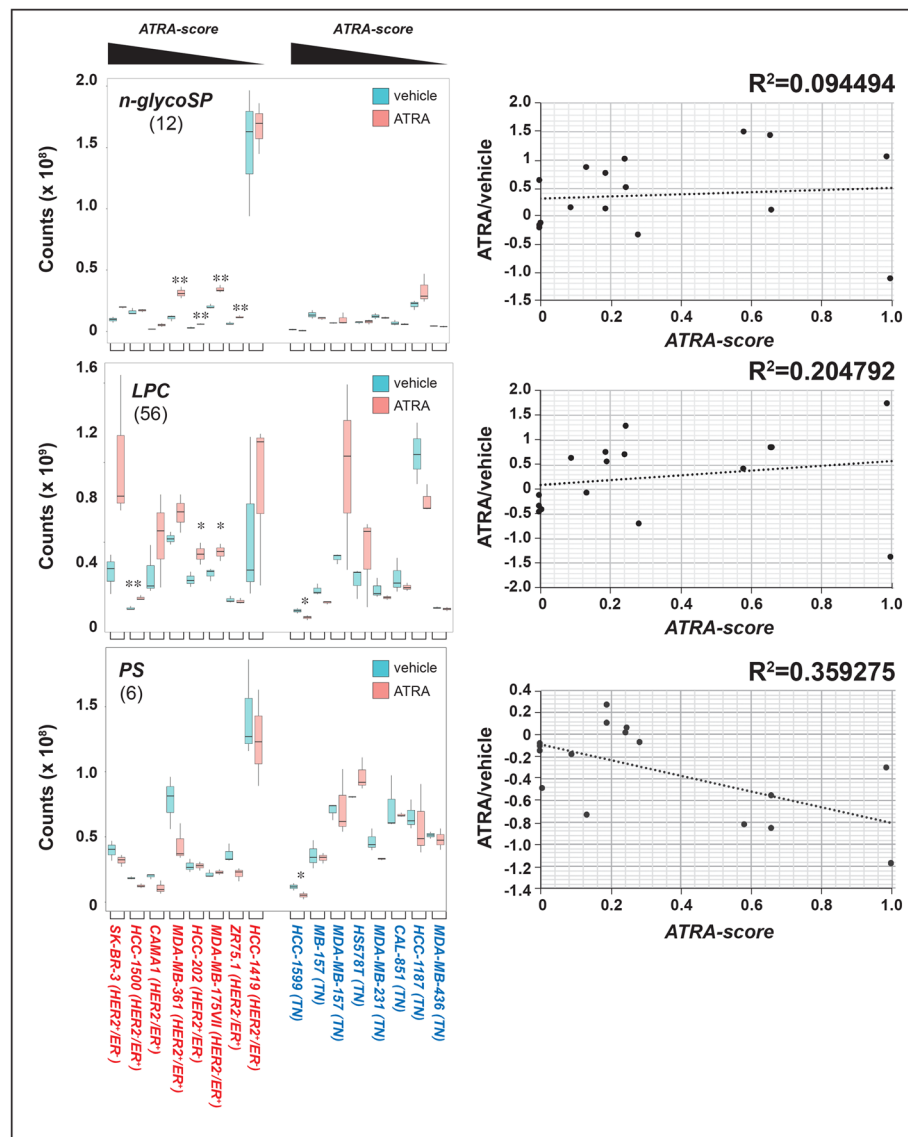 ATRA-score
ATRA-score
n-glycoSP
(12)
vehicle
ATRA
Counts (x 10⁸)
2.0
1.5
1.0
0.5
0
**
**
**
**
R²=0.094494
ATRA/vehicle
2.0
1.5
1
0.5
0
-0.5
-1.0
-1.5
0
0.2
0.4
0.6
0.8
1.0
ATRA-score
LPC
(56)
vehicle
ATRA
Counts (x 10⁹)
1.2
0.8
0.4
0
**
*
*
*
R²=0.204792
ATRA/vehicle
2.0
1.5
1
0.5
0
-0.5
-1.0
-1.5
-2.0
0
0.2
0.4
0.6
0.8
1.0
ATRA-score
PS
(6)
vehicle
ATRA
Counts (x 10⁸)
1.5
1.0
0.5
0
*
R²=0.359275
ATRA/vehicle
0.4
0.2
0
-0.2
-0.4
-0.6
-0.8
-1.0
-1.2
-1.4
0
0.2
0.4
0.6
0.8
1.0
ATRA-score
SK-BR-3 (HER2⁺/ER⁻)
HCC-1500 (HER2⁻/ER⁺)
CAMA1 (HER2⁻/ER⁺)
MDA-MB-361 (HER2⁺/ER⁺)
HCC-202 (HER2⁺/ER⁻)
MDA-MB-175VII (HER2⁻/ER⁺)
ZR75.1 (HER2⁻/ER⁺)
HCC-1419 (HER2⁺/ER⁺)
HCC-1599 (TN)
MB-157 (TN)
MDA-MB-157 (TN)
HS578T (TN)
MDA-MB-231 (TN)
CAL-851 (TN)
HCC-1187 (TN)
MDA-MB-436 (TN)